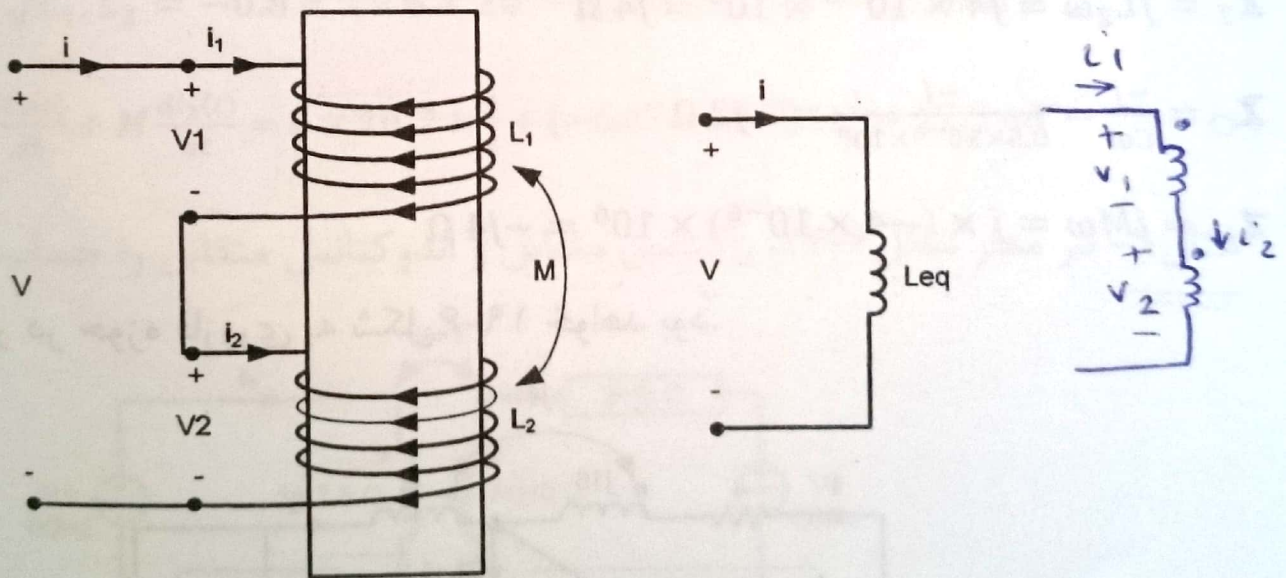 i
i₁
+
+
V1
L₁
-
M
V
i₂
+
V2
L₂
-
-
i
+
V
Leq
-
i₁
+
v₁
-
+
v₂
-
i₂